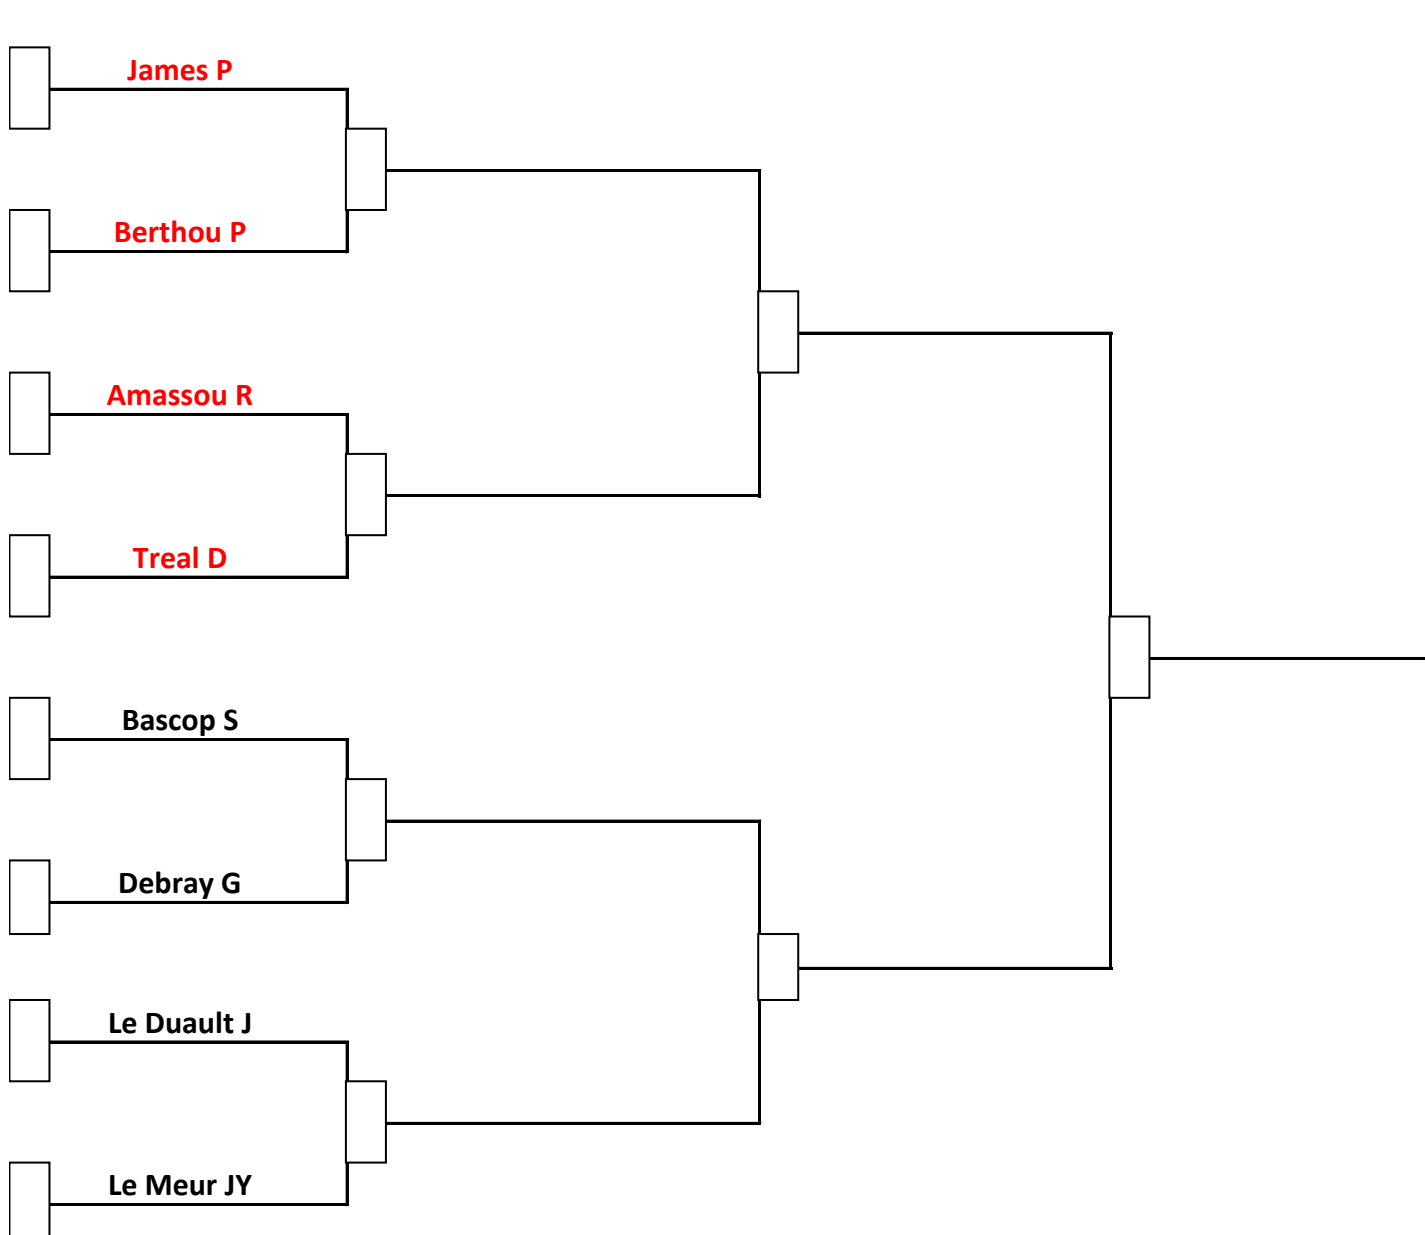 James P
Berthou P
Amassou R
Treal D
Bascop S
Debray G
Le Duault J
Le Meur JY